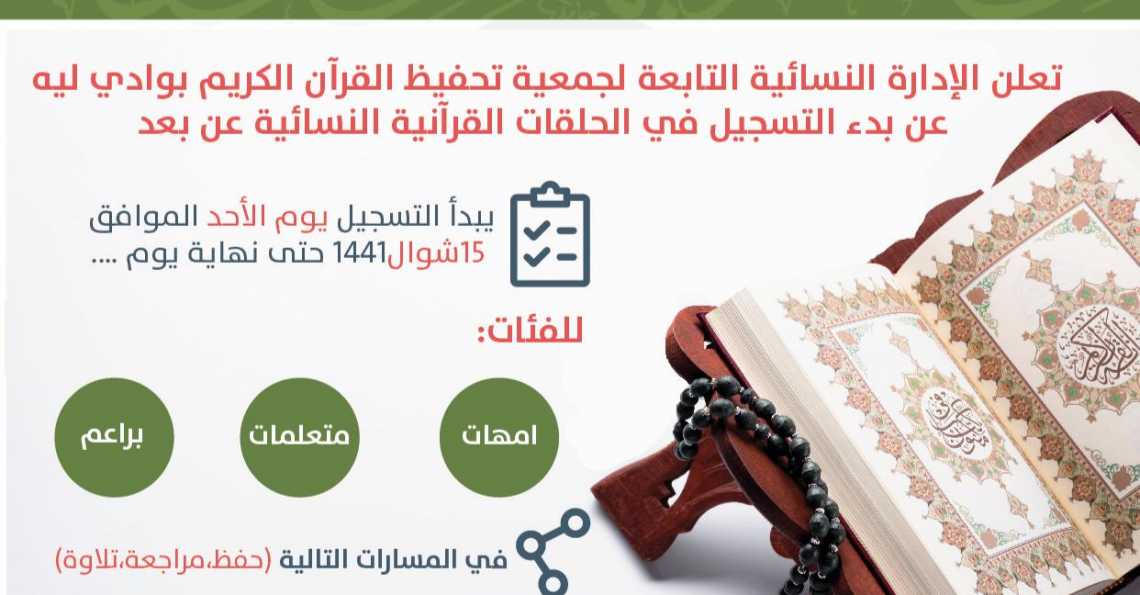 تعلن الإدارة النسائية التابعة لجمعية تحفيظ القرآن الكريم بوادي ليه
عن بدء التسجيل في الحلقات القرآنية النسائية عن بعد
يبدأ التسجيل يوم الأحد الموافق
15شوال1441 حتى نهاية يوم ....
للفئات:
امهات
متعلمات
براعم
في المسارات التالية (حفظ،مراجعة،تلاوة)